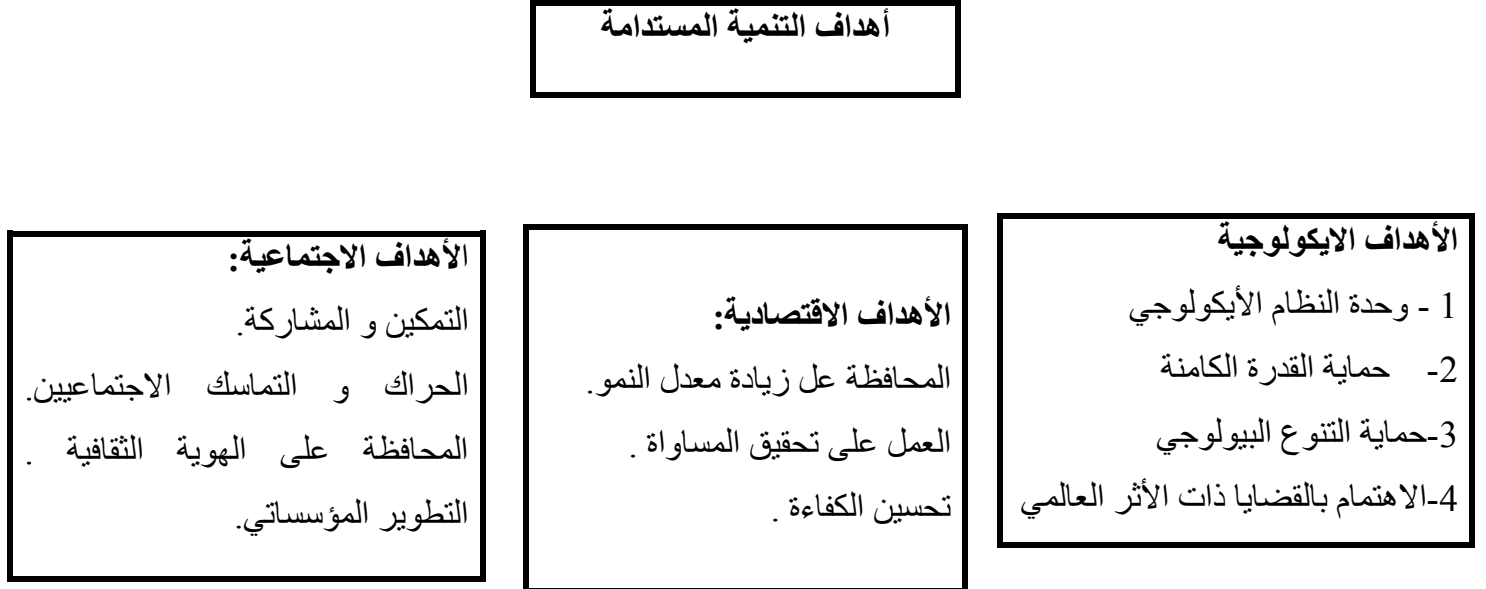 أهداف التنمية المستدامة
الأهداف الايكولوجية
1 - وحدة النظام الأيكولوجي
2- حماية القدرة الكامنة
3-حماية التنوع البيولوجي
4-الاهتمام بالقضايا ذات الأثر العالمي
الأهداف الاقتصادية:
المحافظة عل زيادة معدل النمو.
العمل على تحقيق المساواة .
تحسين الكفاءة .
الأهداف الاجتماعية:
التمكين و المشاركة.
الحراك و التماسك الاجتماعيين.
المحافظة على الهوية الثقافية .
التطوير المؤسساتي.